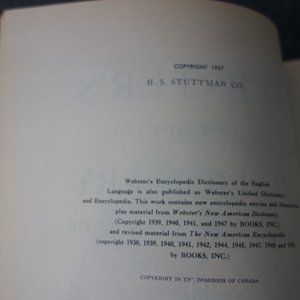 COPYRIGHT 1957
H. S. STUTTMAN CO.
Webster's Encyclopedic Dictionary of the English
Language is also published as Webster's Unified Dictionary
and Encyclopedia. This work contains new encyclopedia entries and
plus material from Webster's New American Dictionary.
(Copyright 1939, 1940, 1941, and 1947 by BOOKS, INC.)
and revised material from The New American Encyclopedia
(copyright 1938, 1939, 1940, 1941, 1942, 1944, 1945, 1947, 1948 and
by BOOKS, INC.)
COPYRIGHT IN THE DOMINION OF CANADA